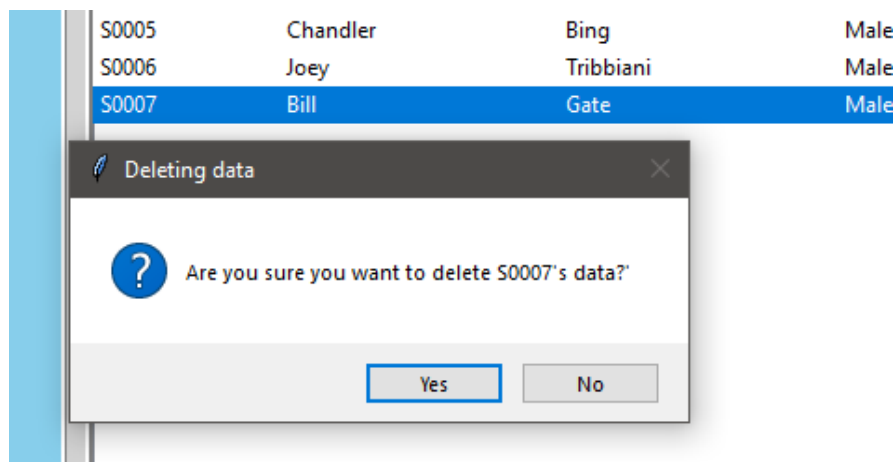 S0005 Chandler Bing Male
S0006 Joey Tribbiani Male
S0007 Bill Gate Male
Deleting data
Are you sure you want to delete S0007's data?'
Yes No